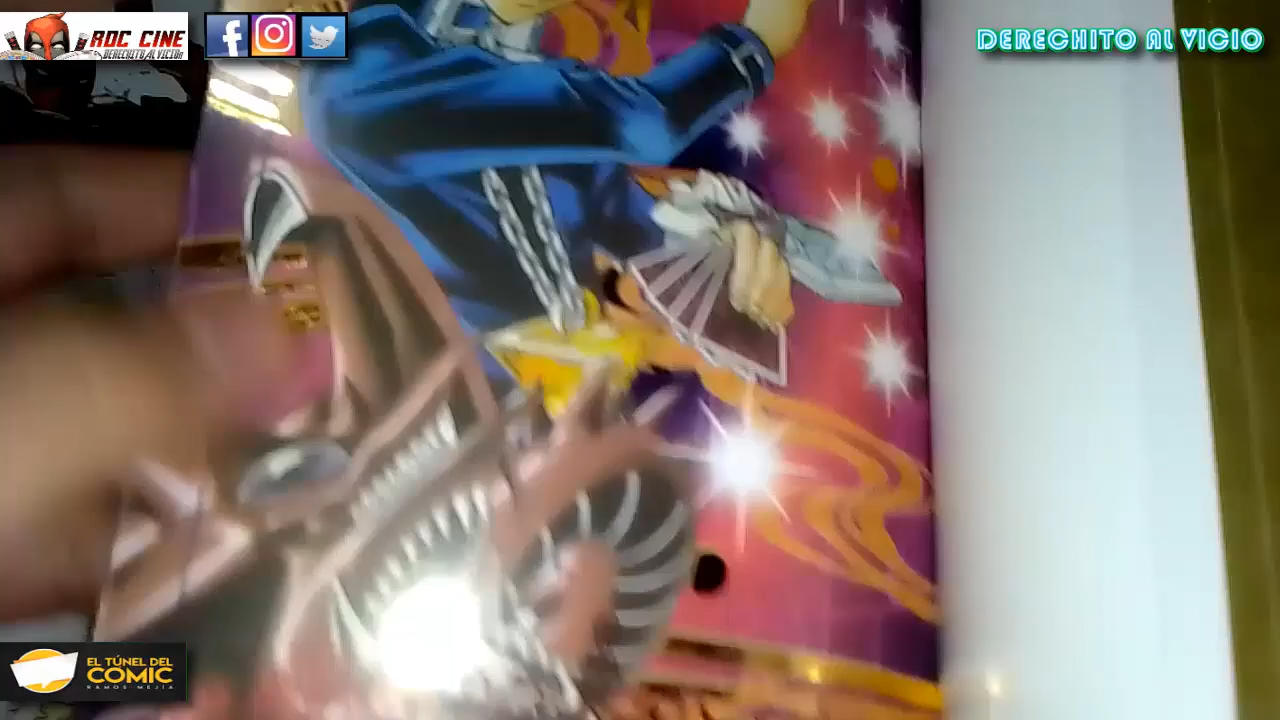 ROC CINE
DERECHITO AL VICIO!
DERECHITO AL VICIO
EL TÚNEL DEL
COMIC
RAMOS MEJÍA